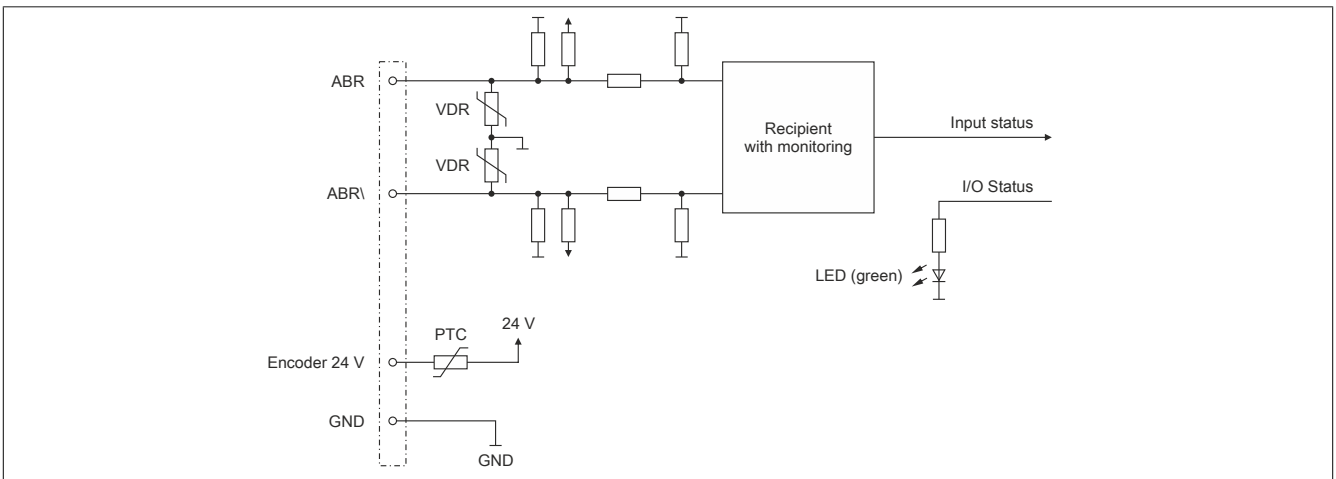 ABR
VDR
VDR
ABR\
Recipient
with monitoring
Input status
I/O Status
LED (green)
Encoder 24 V
PTC
24 V
GND
GND